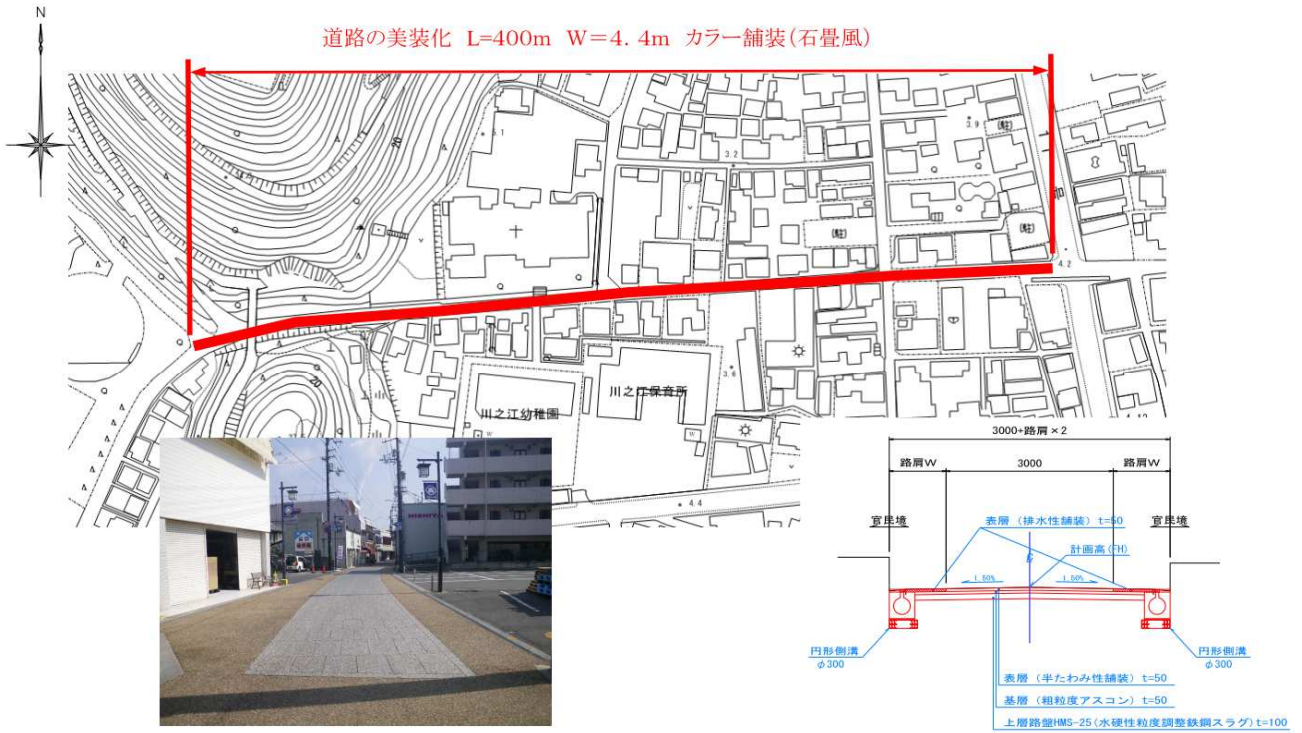 N
道路の美装化 L=400m W=4.4m カラー舗装(石畳風)
5.1
20
3.2
3.9
(駐)
(駐)
(駐)
4.2
3.6
川之江保育所
川之江幼稚園
W
W
20
4.4
3000+路肩×2
路肩W
3000
路肩W
官民境
表層（排水性舗装）t=50
官民境
計画高(FH)
1.50%
1.50%
円形側溝
φ300
円形側溝
φ300
表層（半たわみ性舗装）t=50
基層（粗粒度アスコン）t=50
上層路盤HMS-25(水硬性粒度調整鉄鋼スラグ)t=100